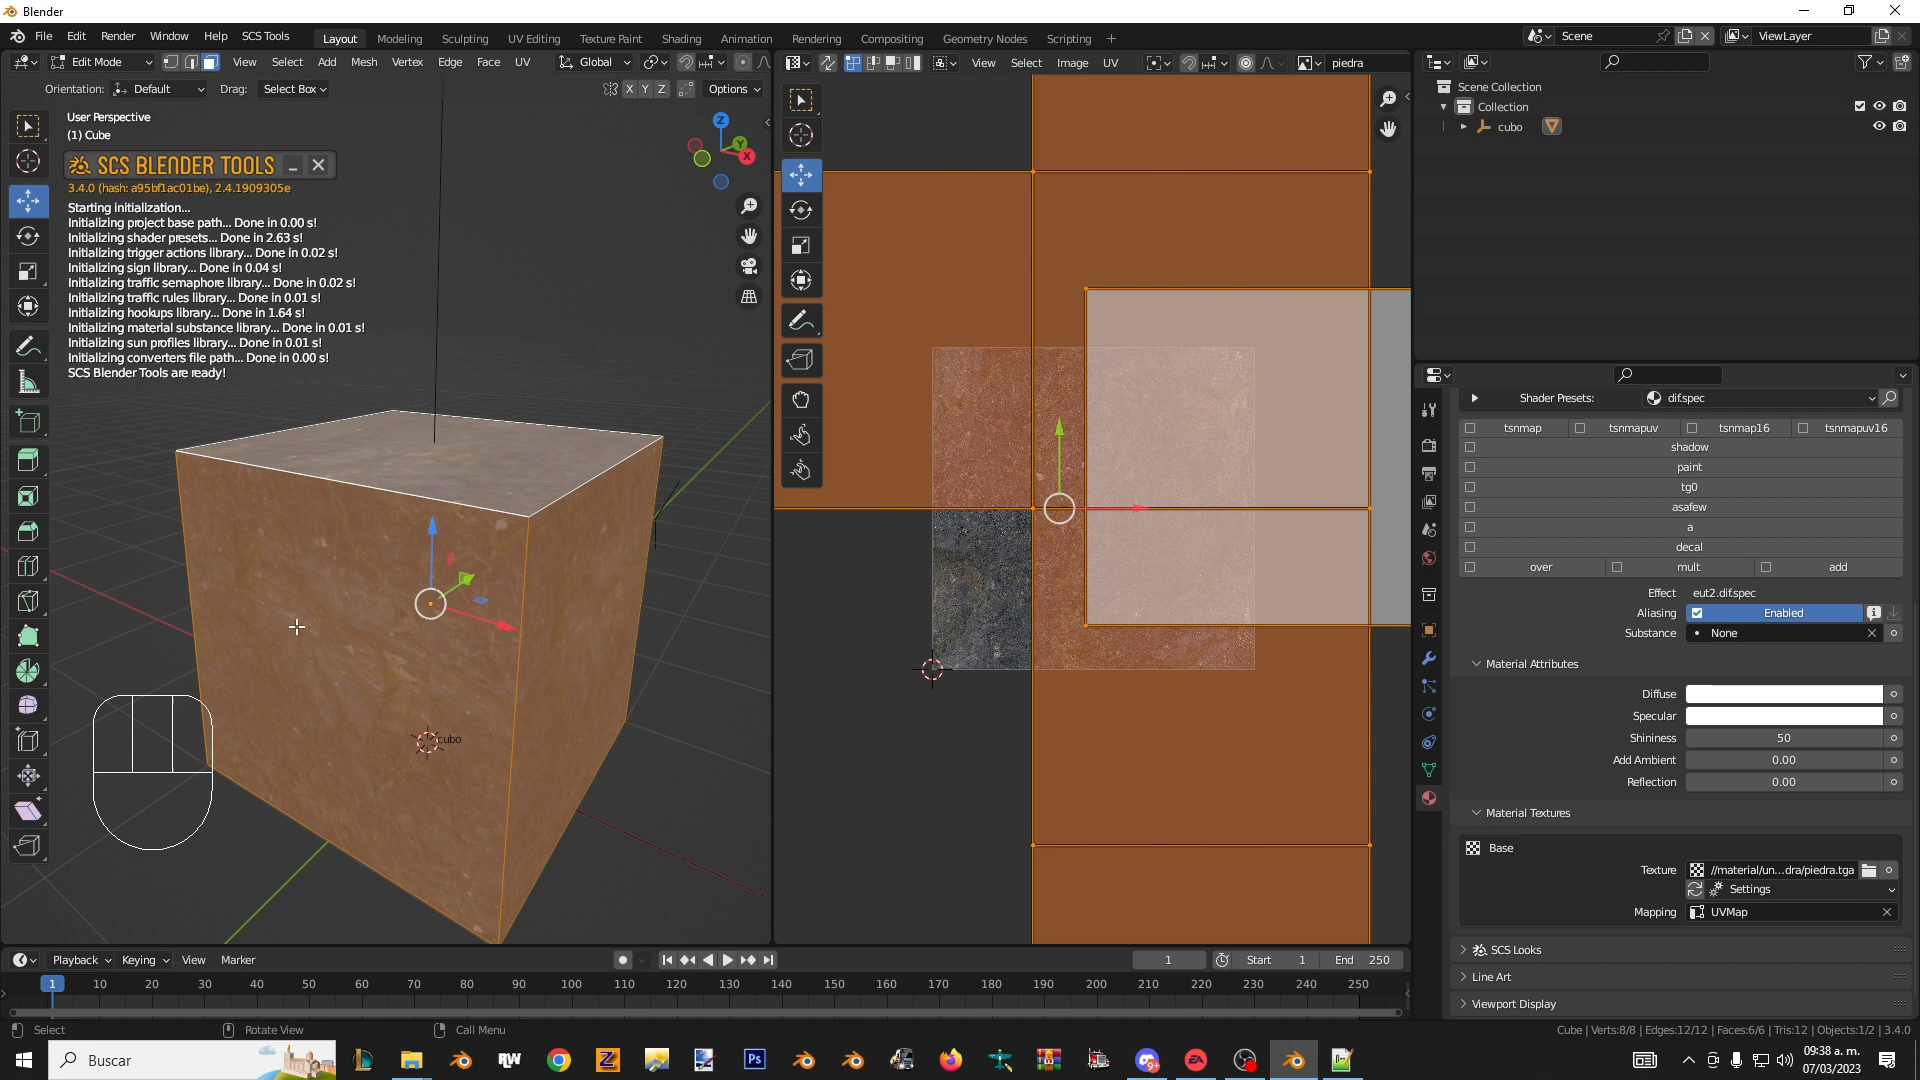 Blender
File Edit Render Window Help SCS Tools Layout Modeling Sculpting UV Editing Texture Paint Shading Animation Rendering Compositing Geometry Nodes Scripting + Scene ViewLayer
Edit Mode View Select Add Mesh Vertex Edge Face UV Global View Select Image UV piedra
Orientation: Default Drag: Select Box X Y Z Options
Scene Collection
Collection
cubo
User Perspective
(1) Cube
Z Y X
SCS BLENDER TOOLS
3.4.0 (hash: a95bf1ac01be), 2.4.1909305e
Starting initialization...
Initializing project base path... Done in 0.00 s!
Initializing shader presets... Done in 2.63 s!
Initializing trigger actions library... Done in 0.02 s!
Initializing sign library... Done in 0.04 s!
Initializing traffic semaphore library... Done in 0.02 s!
Initializing traffic rules library... Done in 0.01 s!
Initializing hookups library... Done in 1.64 s!
Initializing material substance library... Done in 0.01 s!
Initializing sun profiles library... Done in 0.01 s!
Initializing converters file path... Done in 0.00 s!
SCS Blender Tools are ready!
cubo
Shader Presets: dif.spec
tsnmap tsnmapuv tsnmap16 tsnmapuv16
shadow
paint
tg0
asafew
a
decal
over mult add
Effect eut2.dif.spec
Aliasing Enabled
Substance None
Material Attributes
Diffuse
Specular
Shininess 50
Add Ambient 0.00
Reflection 0.00
Material Textures
Base
Texture //material/un...dra/piedra.tga
Settings
Mapping UVMap
SCS Looks
Line Art
Viewport Display
Playback Keying View Marker 1 Start 1 End 250
1 10 20 30 40 50 60 70 80 90 100 110 120 130 140 150 160 170 180 190 200 210 220 230 240 250
Select Rotate View Call Menu Cube | Verts:8/8 | Edges:12/12 | Faces:6/6 | Tris:12 | Objects:1/2 | 3.4.0
Buscar RW Z Ps 9+ EA 09:38 a. m.
07/03/2023